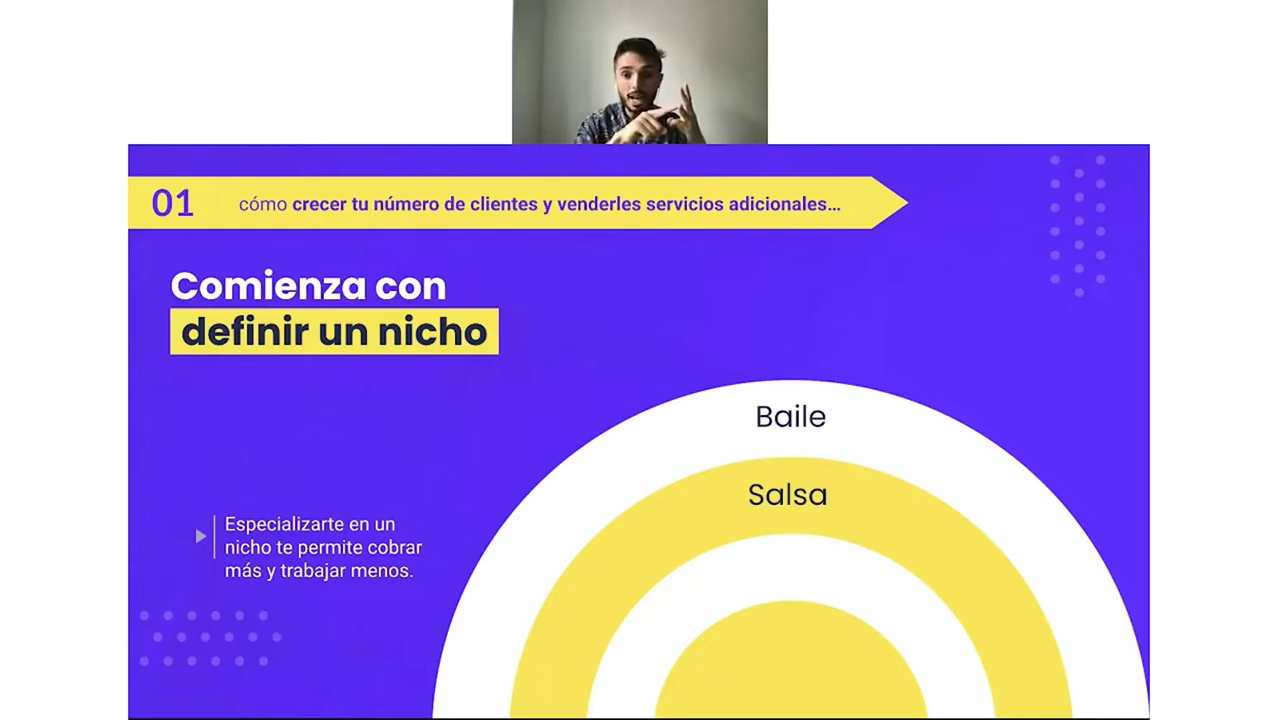 01
cómo crecer tu número de clientes y venderles servicios adicionales...
Comienza con
definir un nicho
Baile
Salsa
Especializarte en un
nicho te permite cobrar
más y trabajar menos.